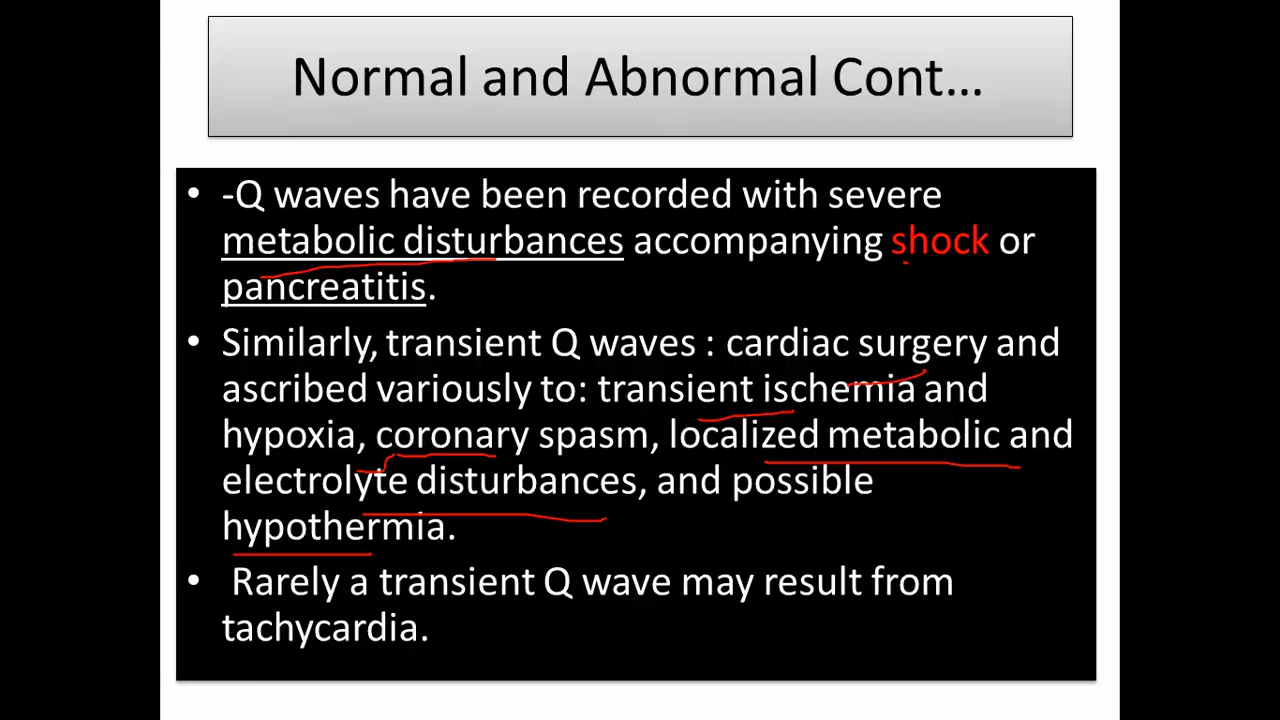 Normal and Abnormal Cont...
• -Q waves have been recorded with severe
metabolic disturbances accompanying shock or
pancreatitis.
• Similarly, transient Q waves : cardiac surgery and
ascribed variously to: transient ischemia and
hypoxia, coronary spasm, localized metabolic and
electrolyte disturbances, and possible
hypothermia.
• Rarely a transient Q wave may result from
tachycardia.